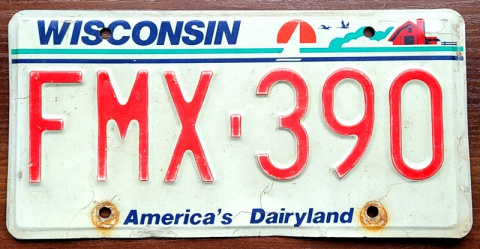 WISCONSIN
FMX-390
America's Dairyland